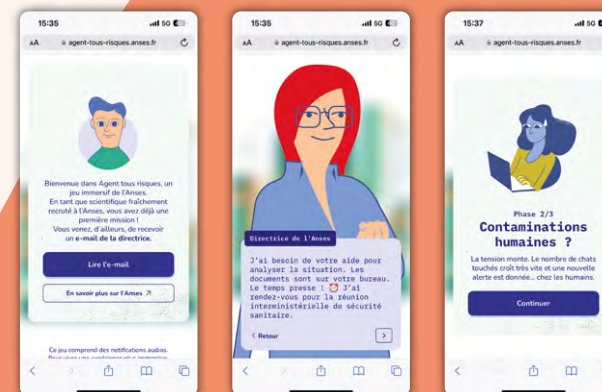 15:35
5G
AA
agent-tous-risques.anses.fr
Bienvenue dans Agent tous risques, un
jeu immersif de l'Anses.
En tant que scientifique fraîchement
recruté à l'Anses, vous avez déjà une
première mission !
Vous venez, d'ailleurs, de recevoir
un e-mail de la directrice.
Lire l'e-mail
En savoir plus sur l'Anses
Ce jeu comprend des notifications audios.
15:35
5G
AA
agent-tous-risques.anses.fr
Directrice de l'Anses
J'ai besoin de votre aide pour
analyser la situation. Les
documents sont sur votre bureau.
Le temps presse ! ⏰ J'ai
rendez-vous pour la réunion
interministérielle de sécurité
sanitaire.
< Retour
>
15:37
5G
AA
agent-tous-risques.anses.fr
Phase 2/3
Contaminations
humaines ?
La tension monte. Le nombre de chats
touchés croît très vite et une nouvelle
alerte est donnée... chez les humains.
Continuer